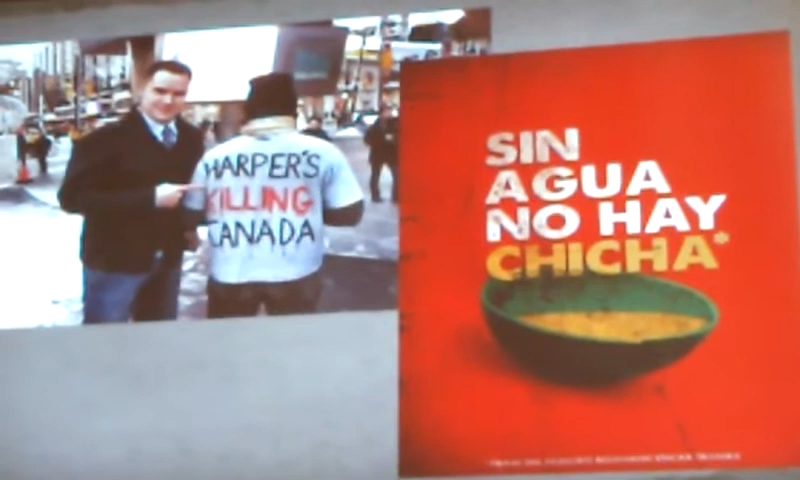 HARPER'S
KILLING
CANADA
SIN
AGUA
NO HAY
CHICHA*